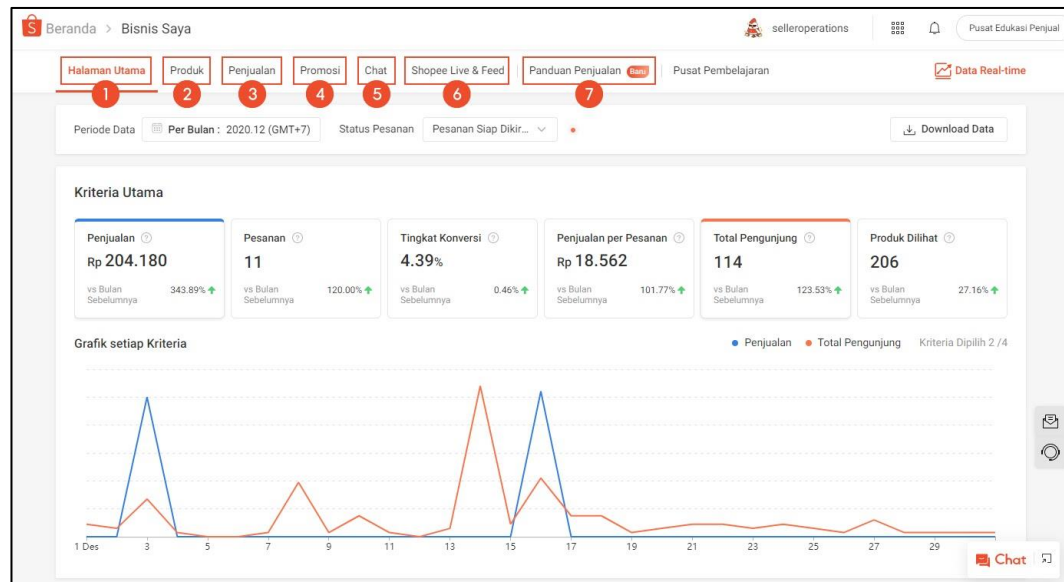 S Beranda > Bisnis Saya selleroperations Pusat Edukasi Penjual
Halaman Utama Produk Penjualan Promosi Chat Shopee Live & Feed Panduan Penjualan Baru Pusat Pembelajaran Data Real-time
1 2 3 4 5 6 7
Periode Data Per Bulan : 2020.12 (GMT+7) Status Pesanan Pesanan Siap Dikir... Download Data
Kriteria Utama
Penjualan ? Pesanan ? Tingkat Konversi ? Penjualan per Pesanan ? Total Pengunjung ? Produk Dilihat ?
Rp 204.180 11 4.39% Rp 18.562 114 206
vs Bulan Sebelumnya 343.89% vs Bulan Sebelumnya 120.00% vs Bulan Sebelumnya 0.46% vs Bulan Sebelumnya 101.77% vs Bulan Sebelumnya 123.53% vs Bulan Sebelumnya 27.16%
Grafik setiap Kriteria Penjualan Total Pengunjung Kriteria Dipilih 2 /4
1 Des 3 5 7 9 11 13 15 17 19 21 23 25 27 29
Chat